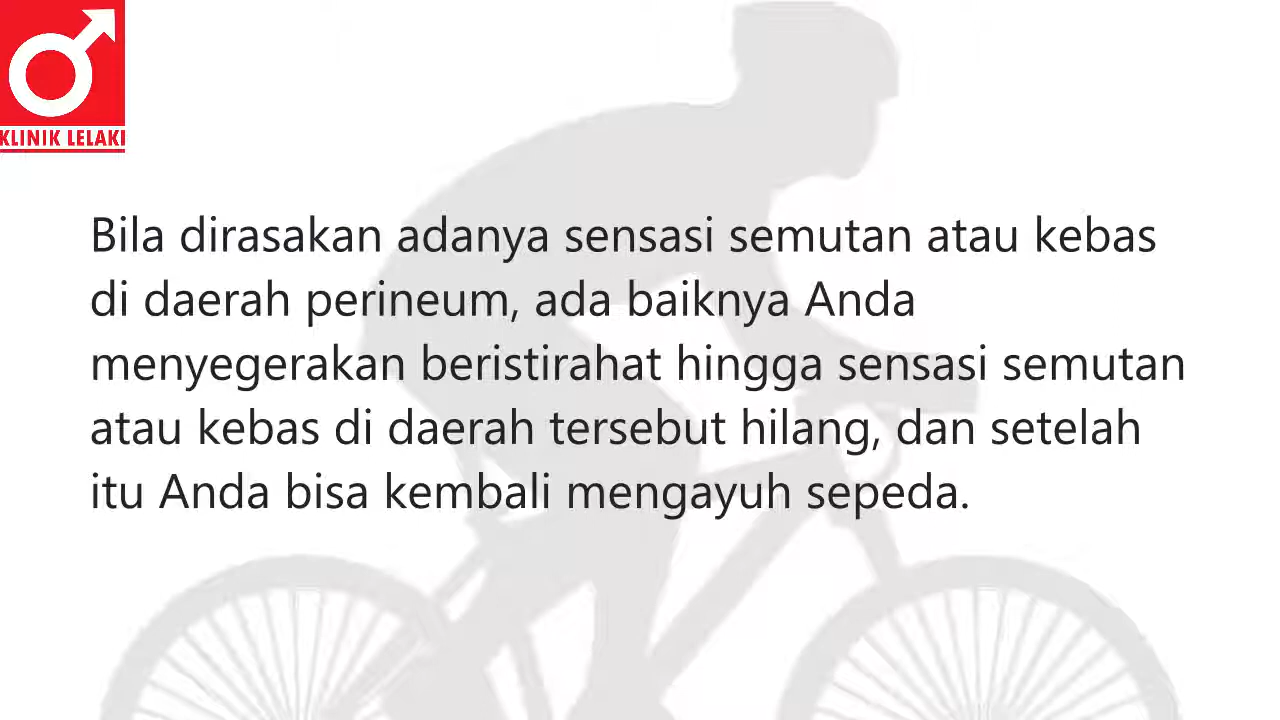 KLINIK LELAKI
Bila dirasakan adanya sensasi semutan atau kebas
di daerah perineum, ada baiknya Anda
menyegerakan beristirahat hingga sensasi semutan
atau kebas di daerah tersebut hilang, dan setelah
itu Anda bisa kembali mengayuh sepeda.